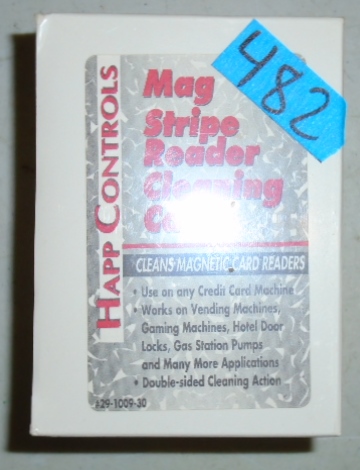 482
HAPP CONTROLS
Mag
Stripe
Reader
Cleaning
CLEANS MAGNETIC CARD READERS
• Use on any Credit Card Machine
• Works on Vending Machines,
Gaming Machines, Hotel Door
Locks, Gas Station Pumps
and Many More Applications
• Double-sided Cleaning Action
#29-1009-30